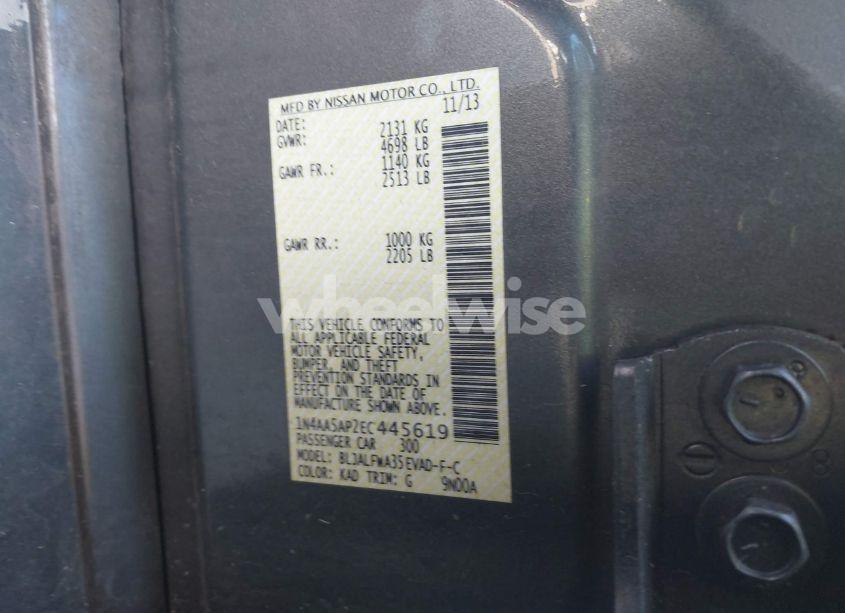 MFD BY NISSAN MOTOR CO., LTD.
DATE: 11/13
GVWR: 2131 KG
4698 LB
GAWR FR.: 1140 KG
2513 LB
GAWR RR.: 1000 KG
2205 LB
wheelwise
THIS VEHICLE CONFORMS TO
ALL APPLICABLE FEDERAL
MOTOR VEHICLE SAFETY,
BUMPER, AND THEFT
PREVENTION STANDARDS IN
EFFECT ON THE DATE OF
MANUFACTURE SHOWN ABOVE.
1N4AA5AP2EC445619
PASSENGER CAR 300
MODEL: BLJALFWA35EVAD-F-C
COLOR: KAD TRIM: G 9N00A
8